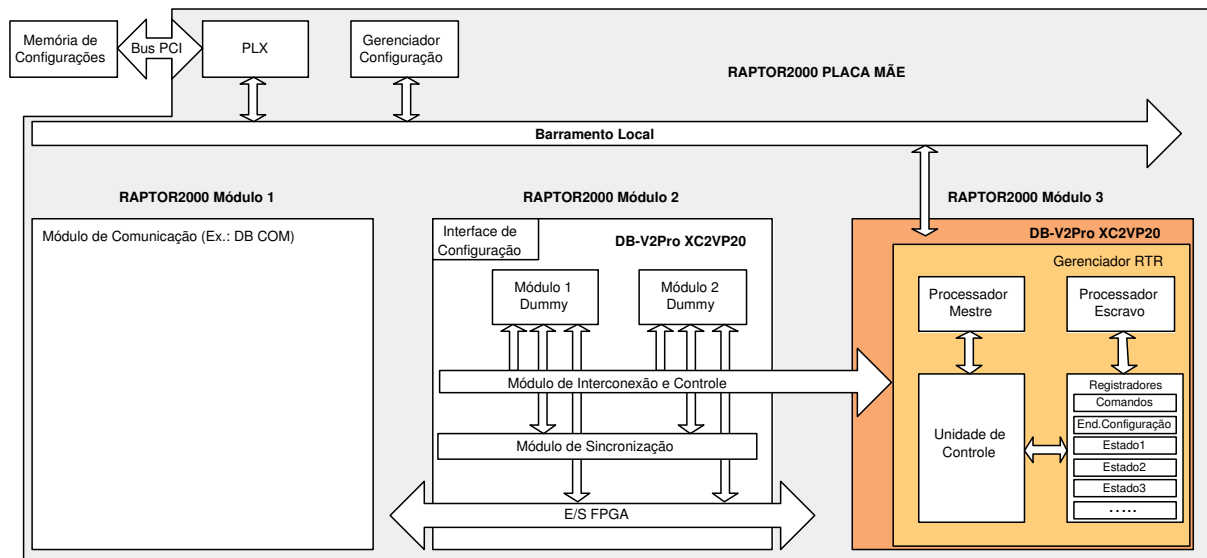 Memória de
Configurações
Bus PCI
PLX
Gerenciador
Configuração
RAPTOR2000 PLACA MÃE
Barramento Local
RAPTOR2000 Módulo 1
RAPTOR2000 Módulo 2
RAPTOR2000 Módulo 3
Módulo de Comunicação (Ex.: DB COM)
Interface de
Configuração
DB-V2Pro XC2VP20
Módulo 1
Dummy
Módulo 2
Dummy
Módulo de Interconexão e Controle
Módulo de Sincronização
E/S FPGA
DB-V2Pro XC2VP20
Gerenciador RTR
Processador
Mestre
Processador
Escravo
Unidade de
Controle
Registradores
Comandos
End.Configuração
Estado1
Estado2
Estado3
.....